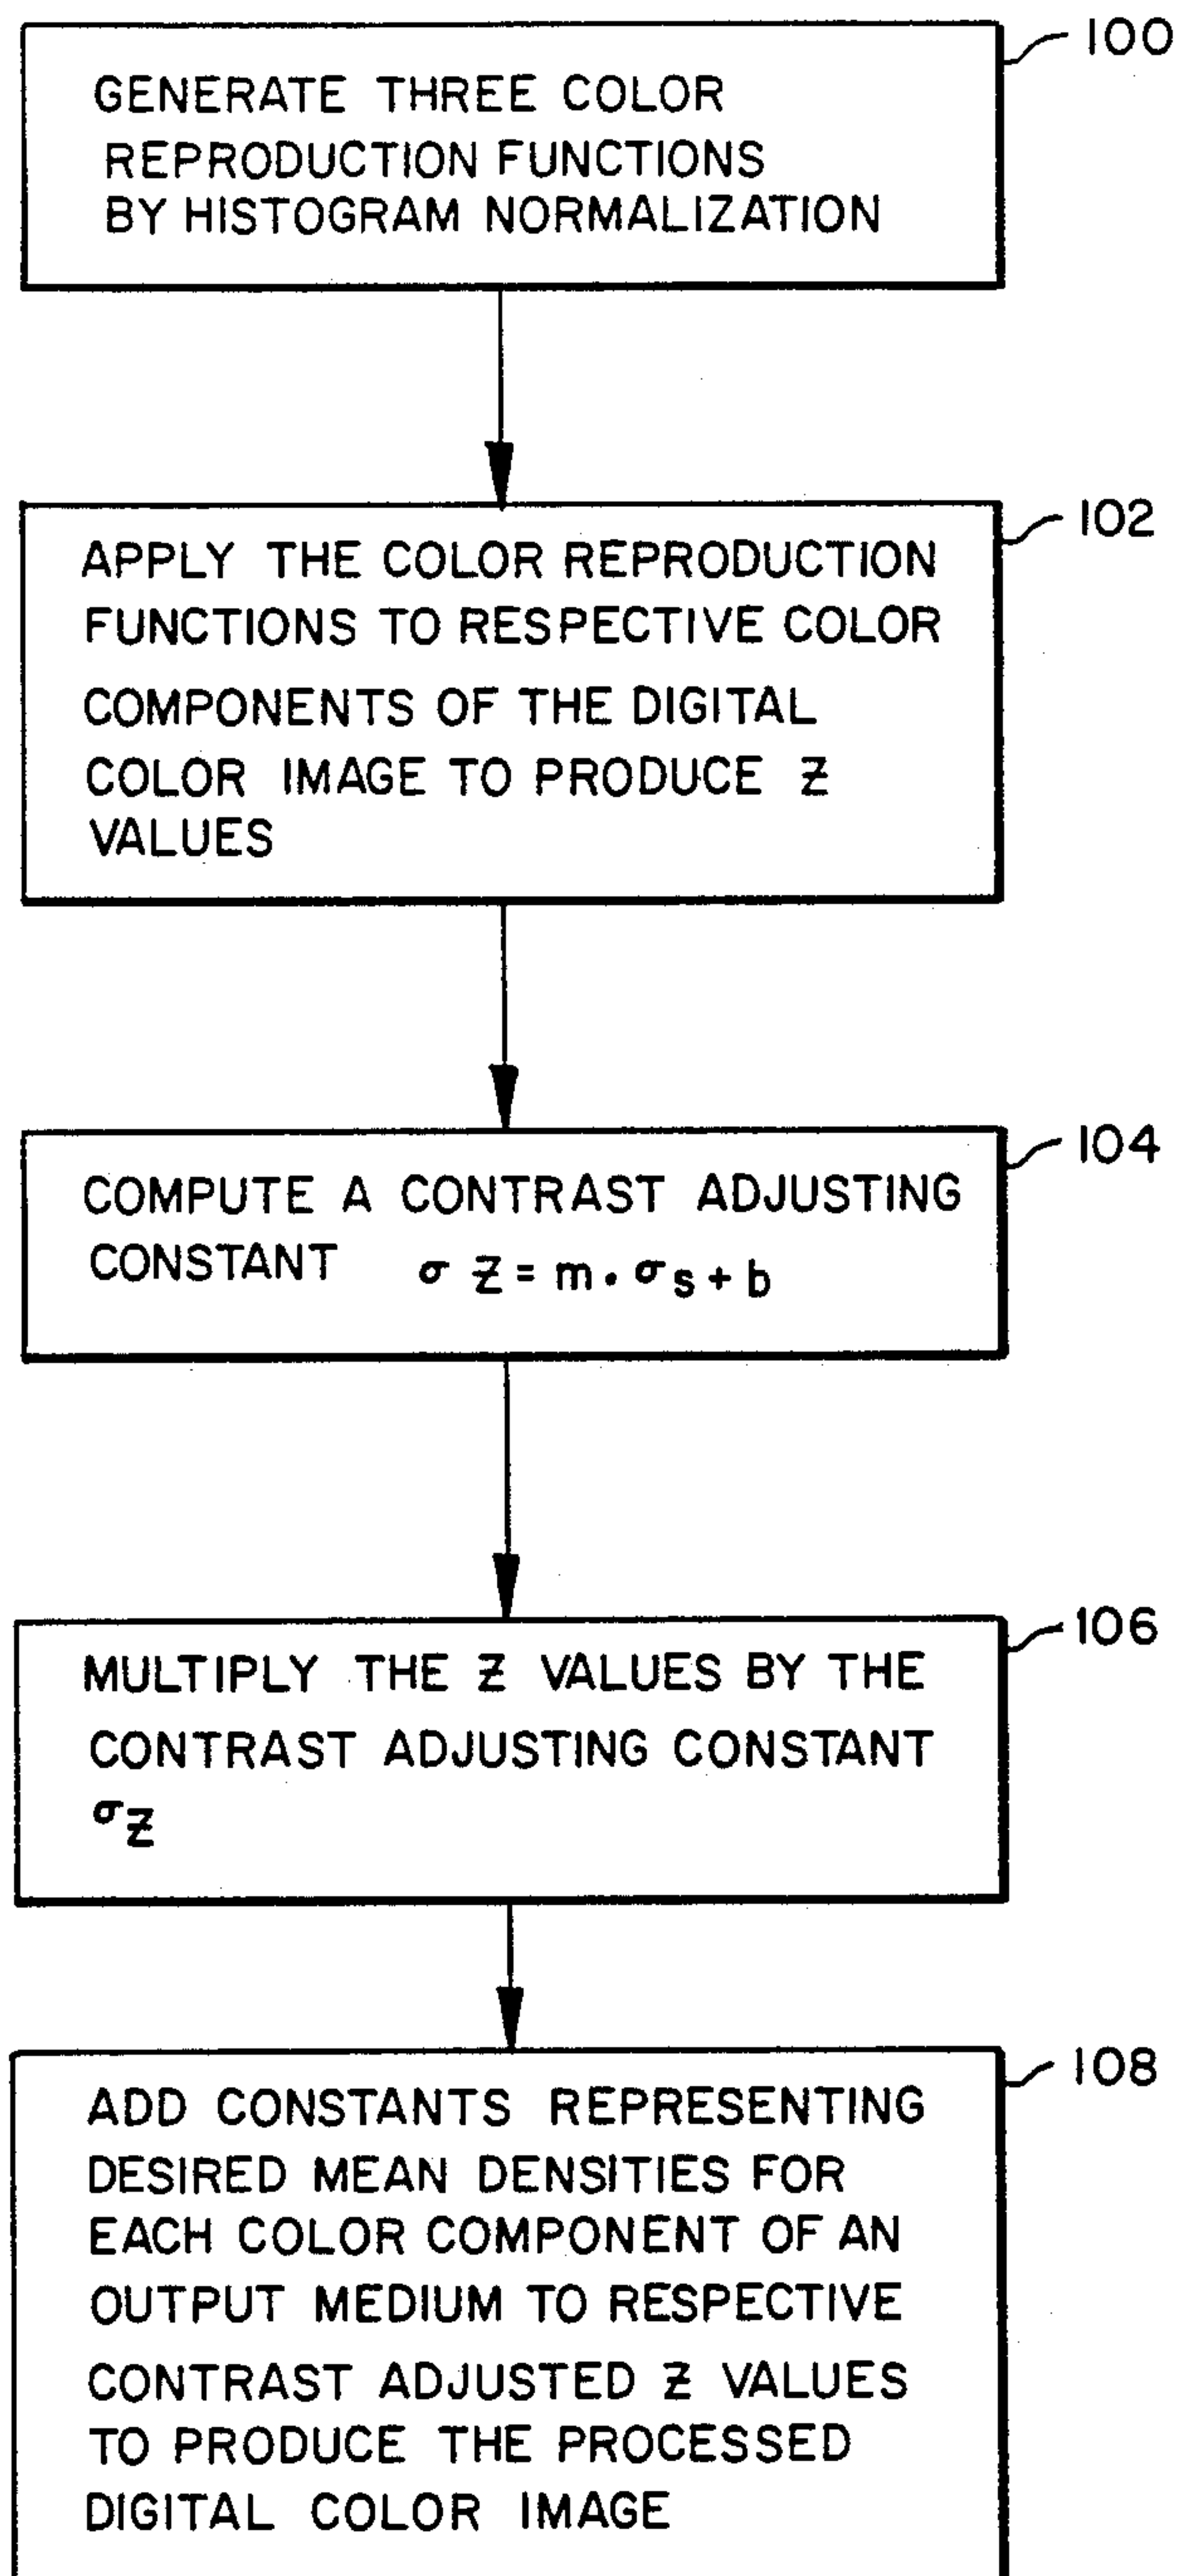 100
GENERATE THREE COLOR
REPRODUCTION FUNCTIONS
BY HISTOGRAM NORMALIZATION
102
APPLY THE COLOR REPRODUCTION
FUNCTIONS TO RESPECTIVE COLOR
COMPONENTS OF THE DIGITAL
COLOR IMAGE TO PRODUCE Ƶ
VALUES
104
COMPUTE A CONTRAST ADJUSTING
CONSTANT σ Ƶ = m · σs + b
106
MULTIPLY THE Ƶ VALUES BY THE
CONTRAST ADJUSTING CONSTANT
σƵ
108
ADD CONSTANTS REPRESENTING
DESIRED MEAN DENSITIES FOR
EACH COLOR COMPONENT OF AN
OUTPUT MEDIUM TO RESPECTIVE
CONTRAST ADJUSTED Ƶ VALUES
TO PRODUCE THE PROCESSED
DIGITAL COLOR IMAGE